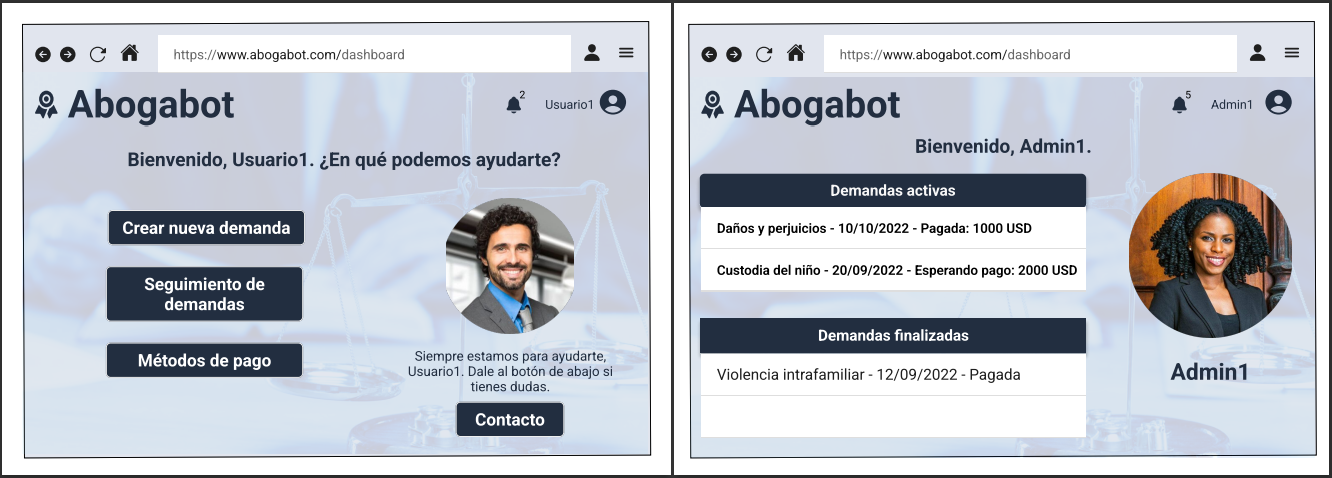 https://www.abogabot.com/dashboard
Abogabot
2
Usuario1
Bienvenido, Usuario1. ¿En qué podemos ayudarte?
Crear nueva demanda
Seguimiento de
demandas
Métodos de pago
Siempre estamos para ayudarte,
Usuario1. Dale al botón de abajo si
tienes dudas.
Contacto
https://www.abogabot.com/dashboard
Abogabot
5
Admin1
Bienvenido, Admin1.
Demandas activas
Daños y perjuicios - 10/10/2022 - Pagada: 1000 USD
Custodia del niño - 20/09/2022 - Esperando pago: 2000 USD
Demandas finalizadas
Violencia intrafamiliar - 12/09/2022 - Pagada
Admin1